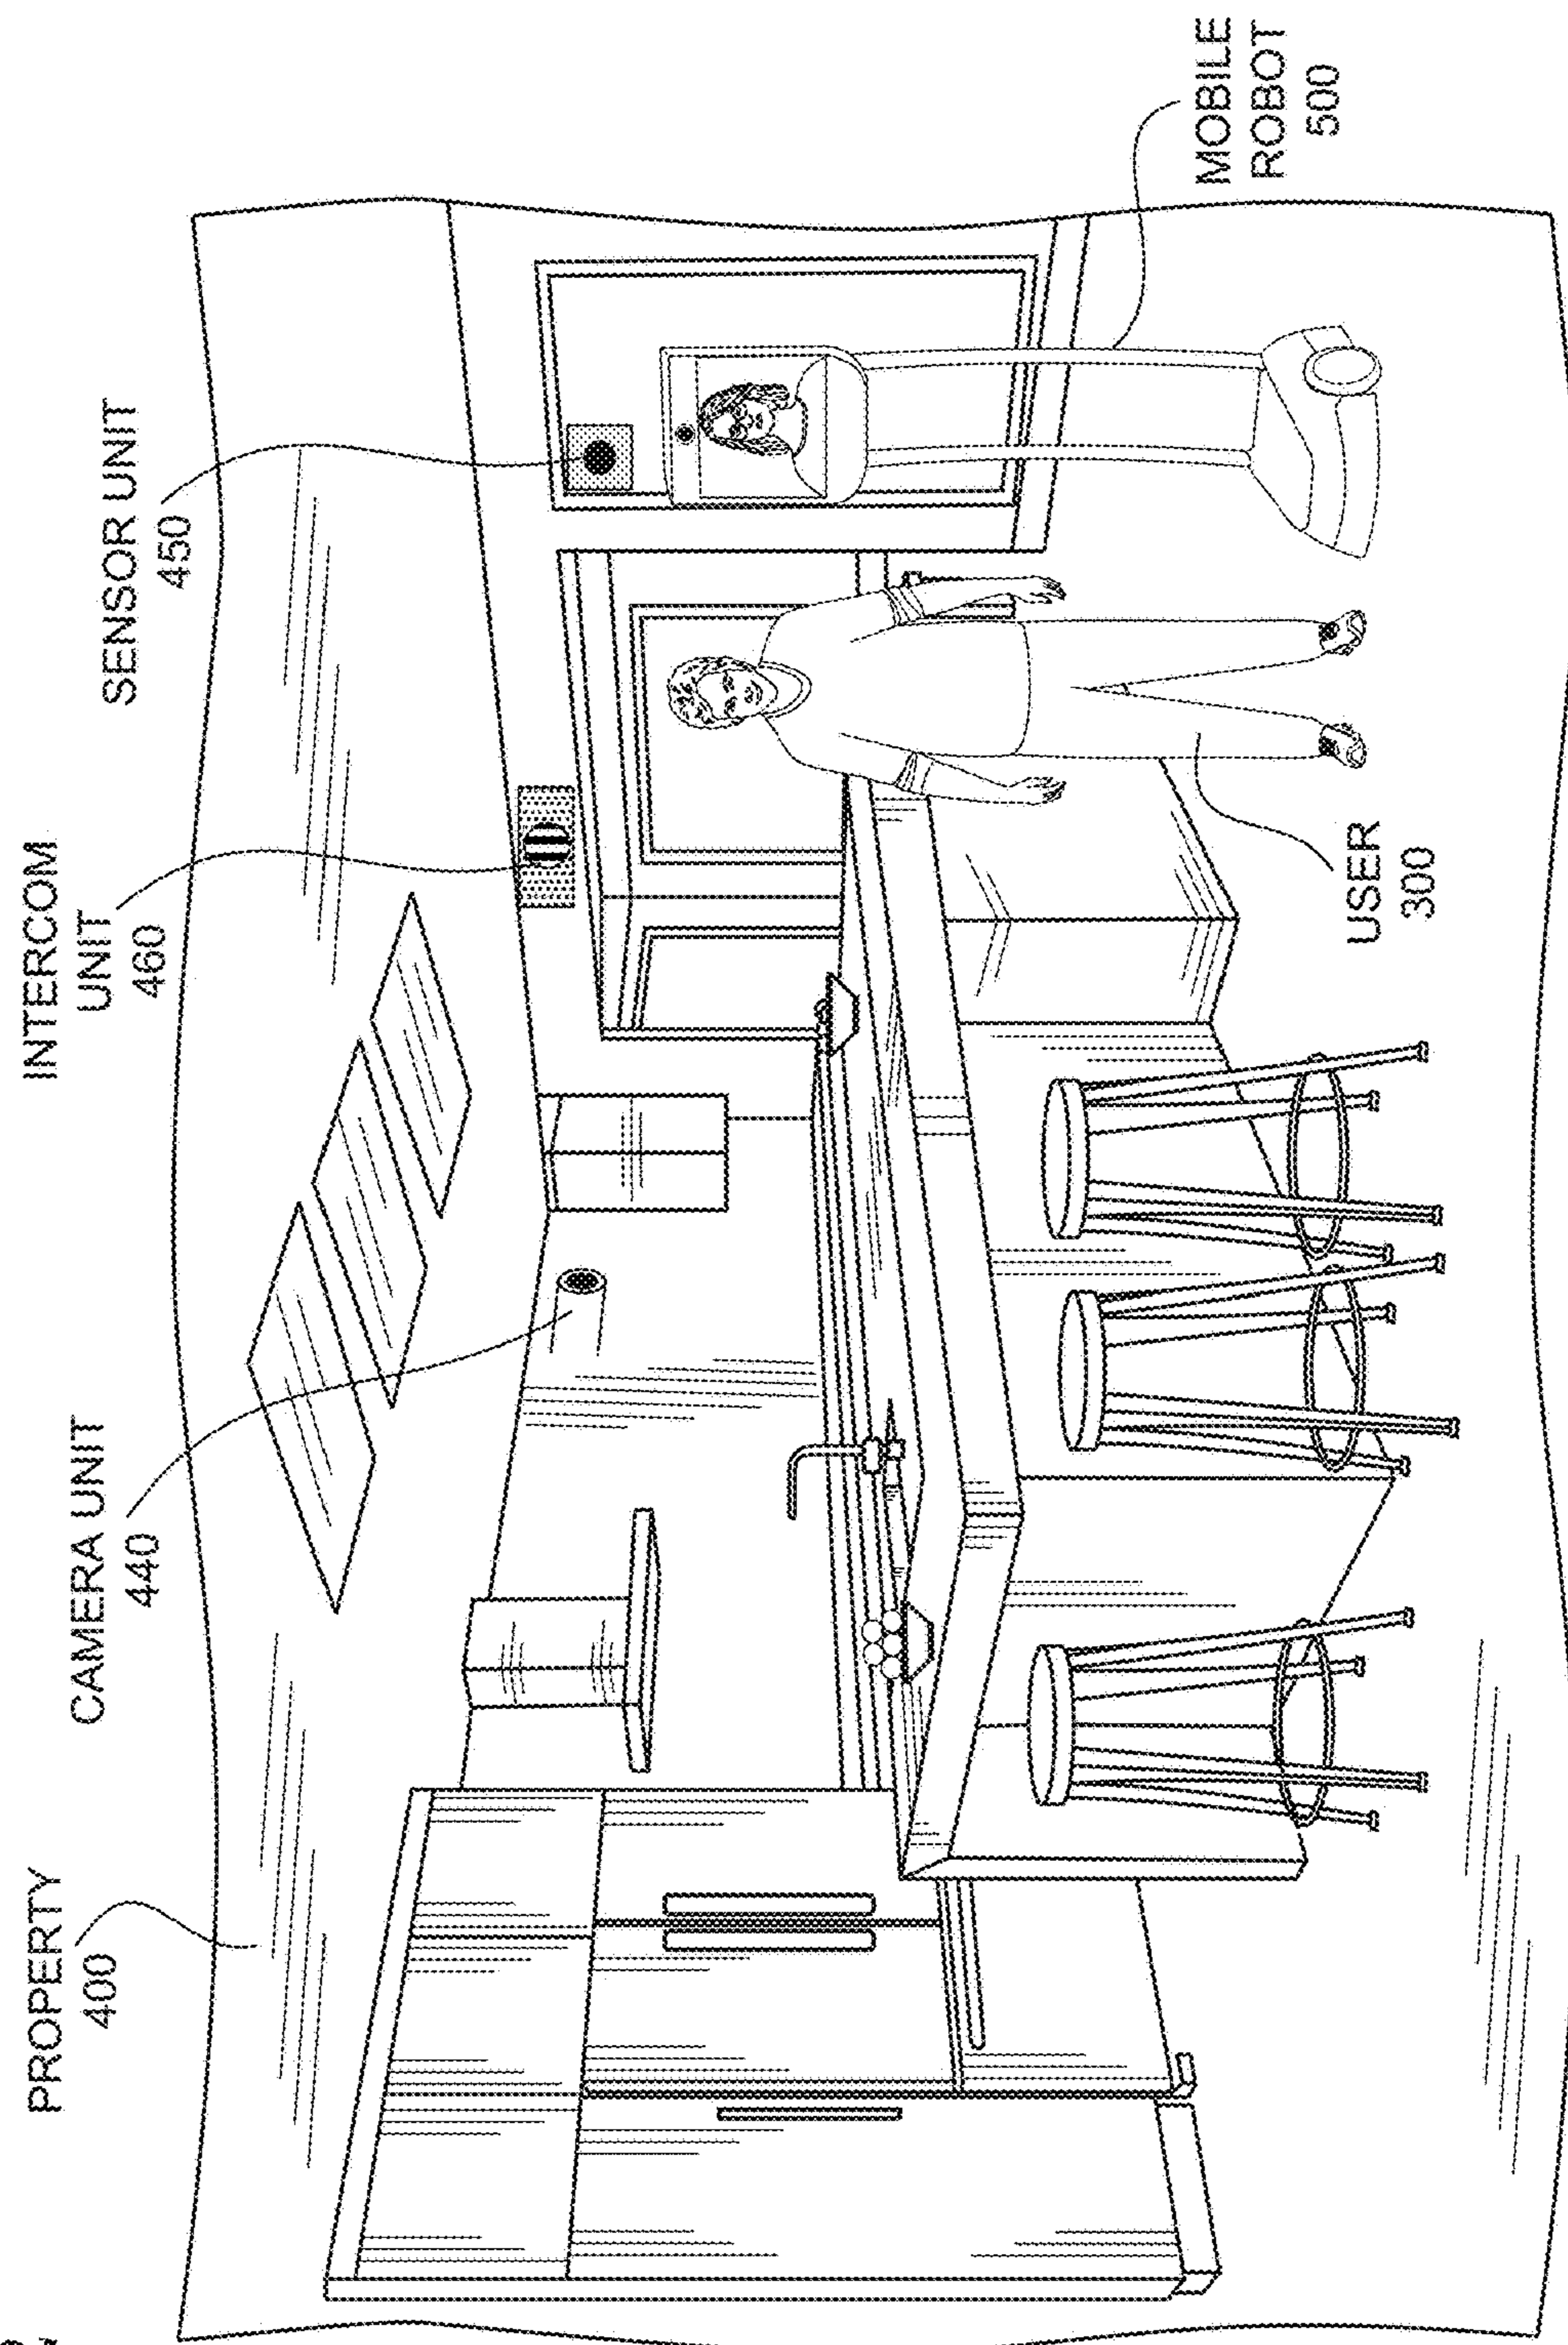 PROPERTY
400
CAMERA UNIT
440
INTERCOM
UNIT
460
SENSOR UNIT
450
USER
300
MOBILE
ROBOT
500